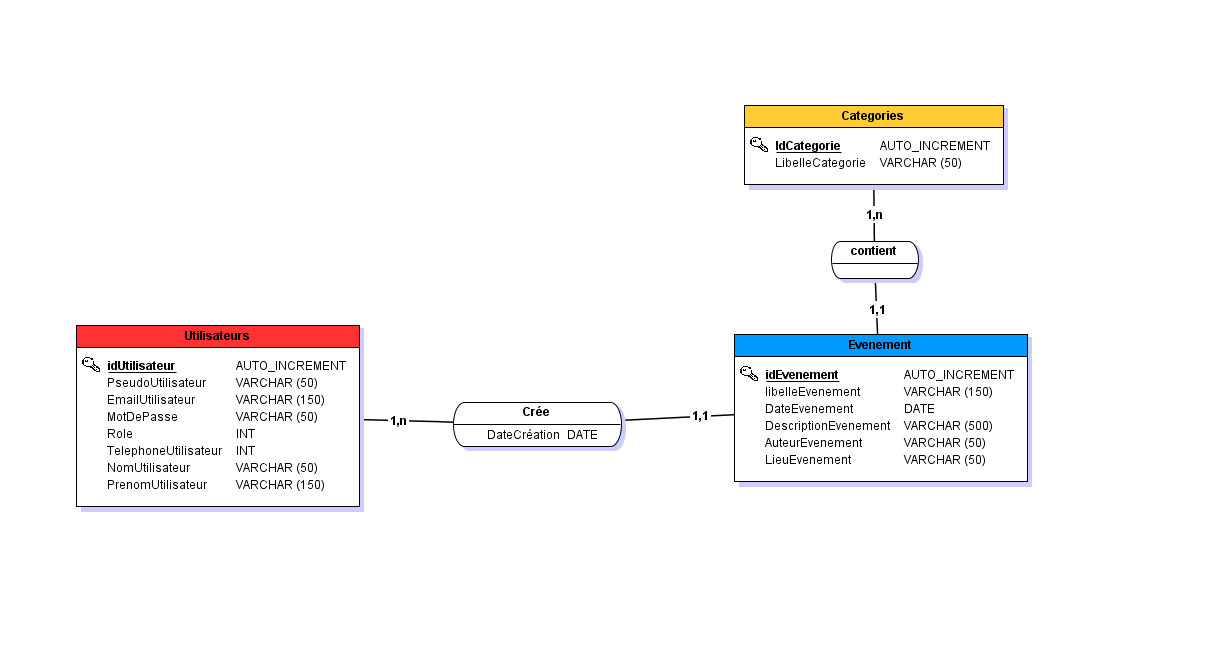 Categories
IdCategorie AUTO_INCREMENT
LibelleCategorie VARCHAR (50)
1,n
contient
1,1
Utilisateurs
idUtilisateur AUTO_INCREMENT
PseudoUtilisateur VARCHAR (50)
EmailUtilisateur VARCHAR (150)
MotDePasse VARCHAR (50)
Role INT
TelephoneUtilisateur INT
NomUtilisateur VARCHAR (50)
PrenomUtilisateur VARCHAR (150)
1,n
Crée
DateCréation DATE
1,1
Evenement
idEvenement AUTO_INCREMENT
libelleEvenement VARCHAR (150)
DateEvenement DATE
DescriptionEvenement VARCHAR (500)
AuteurEvenement VARCHAR (50)
LieuEvenement VARCHAR (50)